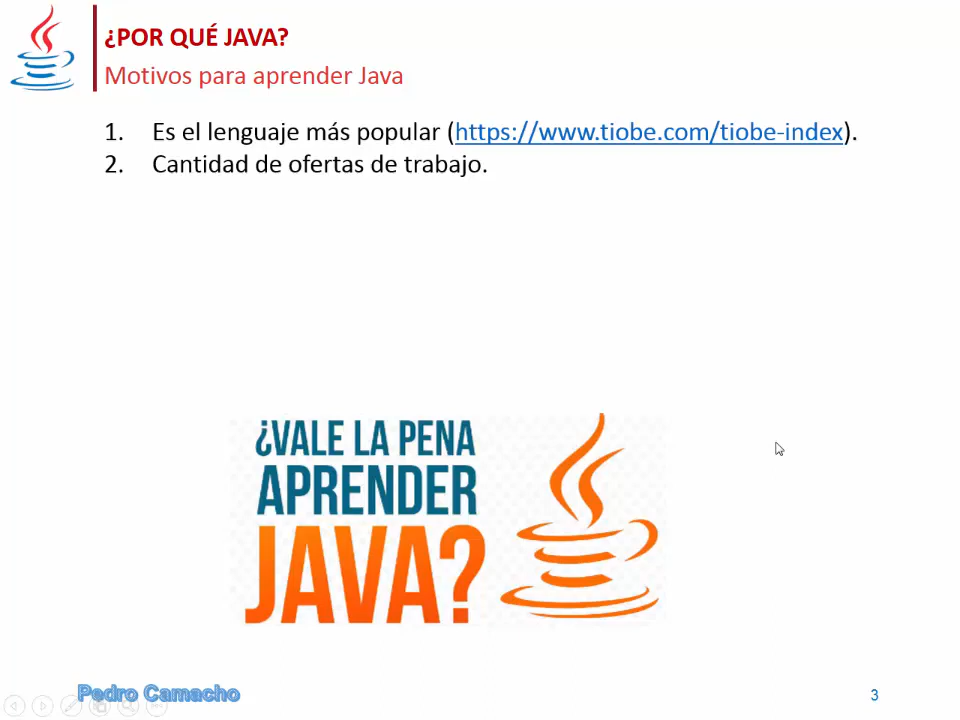 ¿POR QUÉ JAVA?
Motivos para aprender Java
1. Es el lenguaje más popular (https://www.tiobe.com/tiobe-index).
2. Cantidad de ofertas de trabajo.
¿VALE LA PENA
APRENDER
JAVA?
Pedro Camacho
3